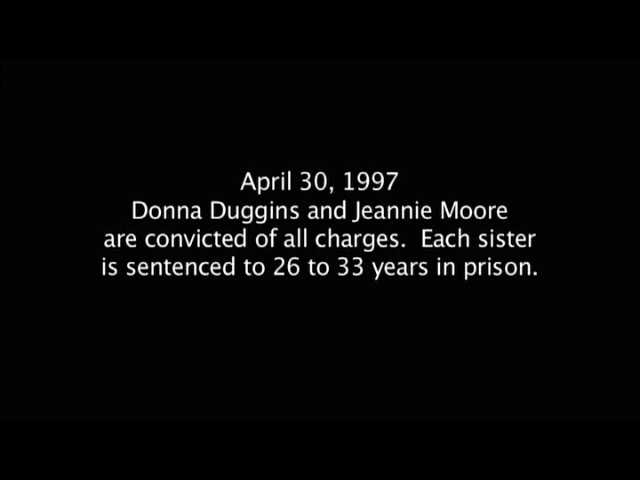 April 30, 1997
Donna Duggins and Jeannie Moore
are convicted of all charges.  Each sister
is sentenced to 26 to 33 years in prison.